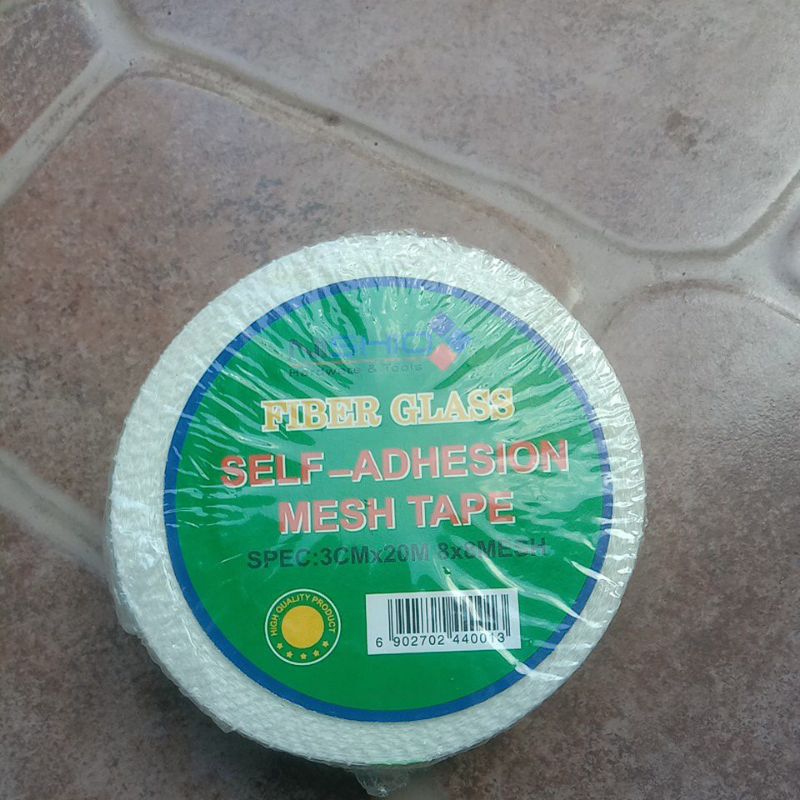 Hardware & Tools
FIBER GLASS
SELF-ADHESION
MESH TAPE
SPEC:3CMx20M 8x8MESH
HIGH QUALITY PRODUCT
6 902702 440013